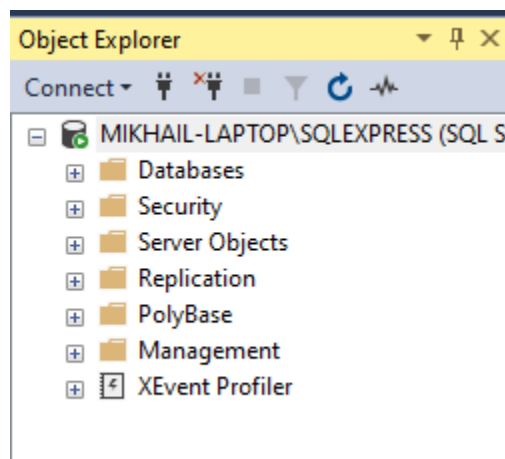 Object Explorer
Connect
MIKHAIL-LAPTOP\SQLEXPRESS (SQL S
Databases
Security
Server Objects
Replication
PolyBase
Management
XEvent Profiler